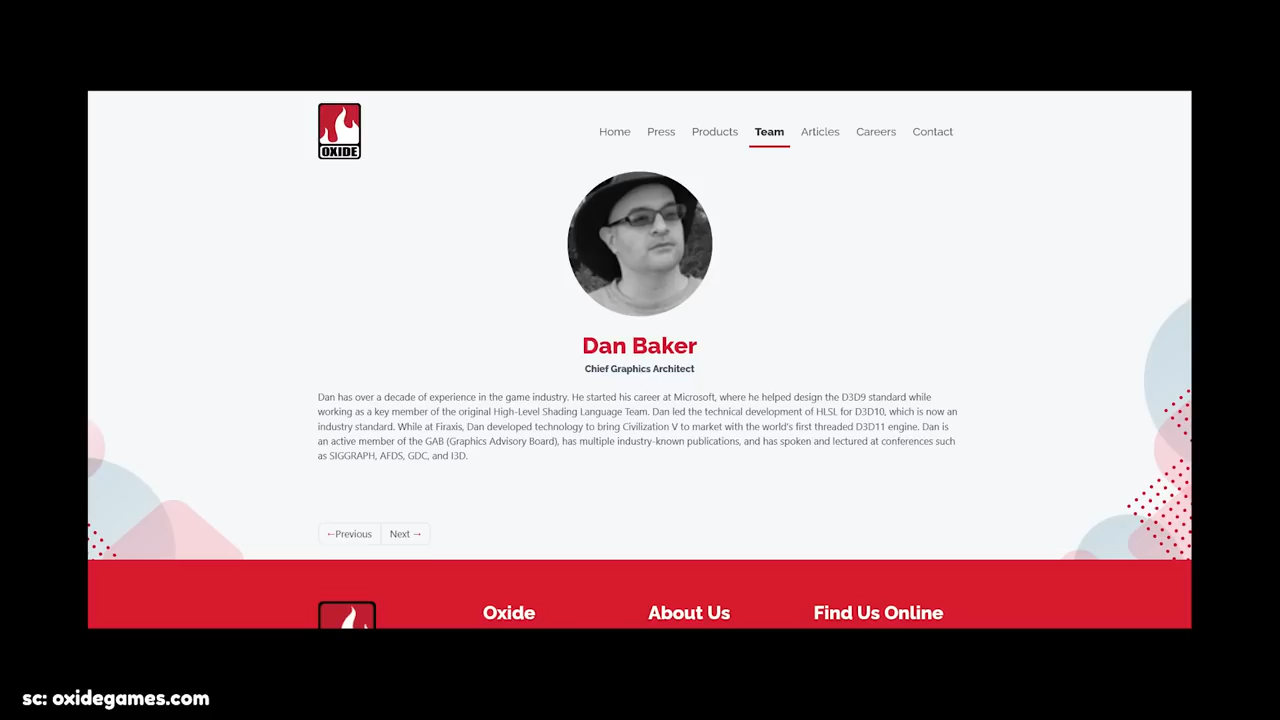 OXIDE
Home Press Products Team Articles Careers Contact
Dan Baker
Chief Graphics Architect
Dan has over a decade of experience in the game industry. He started his career at Microsoft, where he helped design the D3D9 standard while
working as a key member of the original High-Level Shading Language Team. Dan led the technical development of HLSL for D3D10, which is now an
industry standard. While at Firaxis, Dan developed technology to bring Civilization V to market with the world's first threaded D3D11 engine. Dan is
an active member of the GAB (Graphics Advisory Board), has multiple industry-known publications, and has spoken and lectured at conferences such
as SIGGRAPH, AFDS, GDC, and I3D.
←Previous Next →
Oxide About Us Find Us Online
sc: oxidegames.com